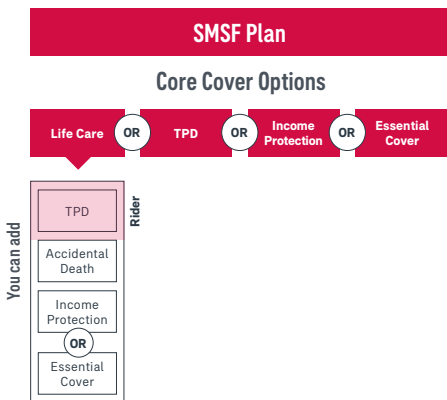 SMSF Plan
Core Cover Options
Life Care
OR
TPD
OR
Income
Protection
OR
Essential
Cover
You can add
TPD
Rider
Accidental
Death
Income
Protection
OR
Essential
Cover